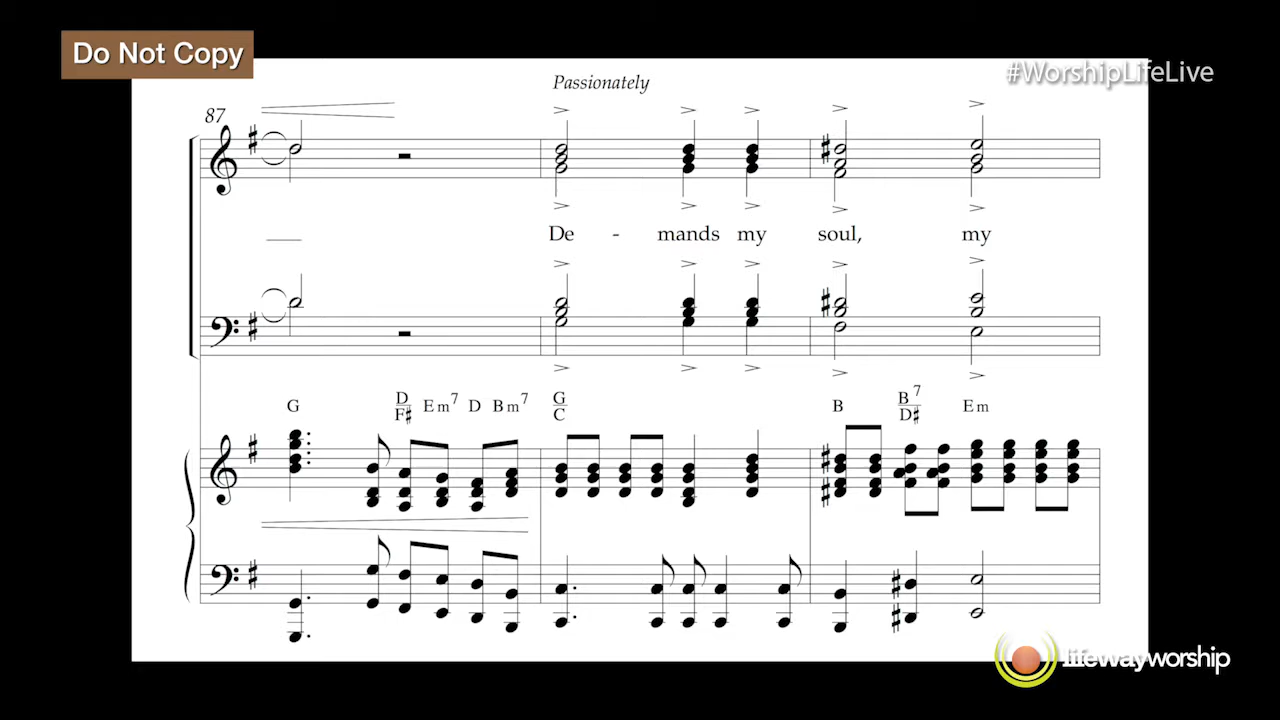 Do Not Copy
#WorshipLifeLive
Passionately
87
De - mands my soul, my
G D/F♯ Em7 D Bm7 G/C B B7/D♯ Em
lifewayworship